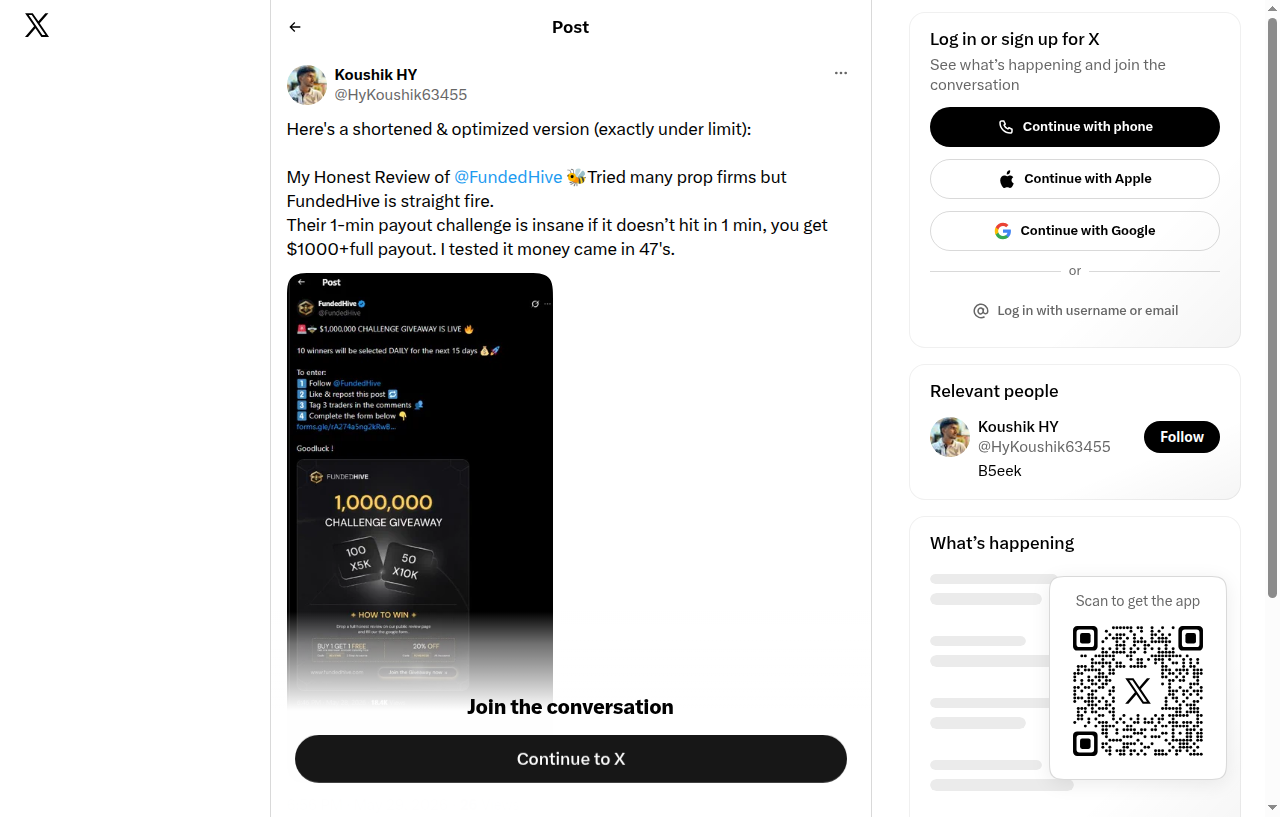 Post
Koustik HY
@HyKoushik63455
Here's a shortened & optimized version (exactly under limit):
My Honest Review of @FundedHive 🐝Tried many prop firms but
FundedHive is straight fire.
Their 1-min payout challenge is insane if it doesn’t hit in 1 min, you get
$1000+full payout. I tested it money came in 47's.
Post
FundedHive
@FundedHive
🚨 $1,000,000 CHALLENGE GIVEAWAY IS LIVE 🔥
10 winners will be selected DAILY for the next 15 days 💰🚀
To enter:
1 Follow @FundedHive
2 Like & repost this post 🔁
3 Tag 3 traders in the comments 👥
4 Complete the form below 👇
Goodluck !
FUNDEDHIVE
1,000,000
CHALLENGE GIVEAWAY
100
X5K
50
X10K
HOW TO WIN
BUY 1 GET 1 FREE
20% OFF
Join the conversation
Continue to X
Log in or sign up for X
See what’s happening and join the
conversation
Continue with phone
Continue with Apple
Continue with Google
or
Log in with username or email
Relevant people
Koushik HY
@HyKoushik63455
Follow
B5eek
What’s happening
Scan to get the app